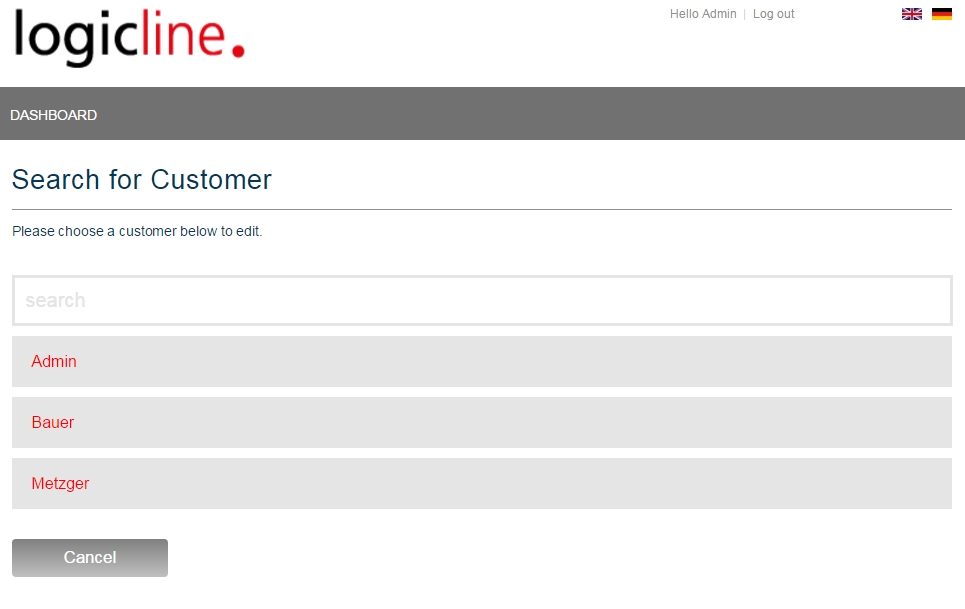 logicline.
Hello Admin | Log out
DASHBOARD
Search for Customer
Please choose a customer below to edit.
search
Admin
Bauer
Metzger
Cancel